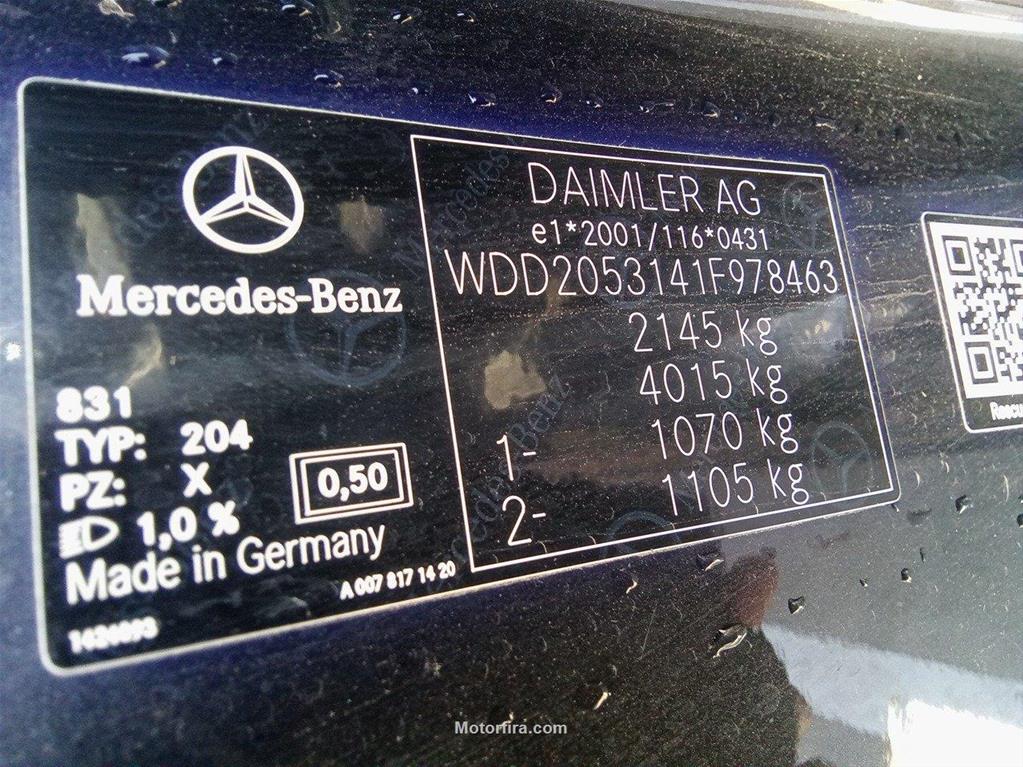 Mercedes-Benz
831
TYP: 204
PZ: X
1,0 %
0,50
Made in Germany
A 007 817 14 20
DAIMLER AG
e1*2001/116*0431
WDD2053141F978463
2145 kg
4015 kg
1- 1070 kg
2- 1105 kg
Motorfira.com